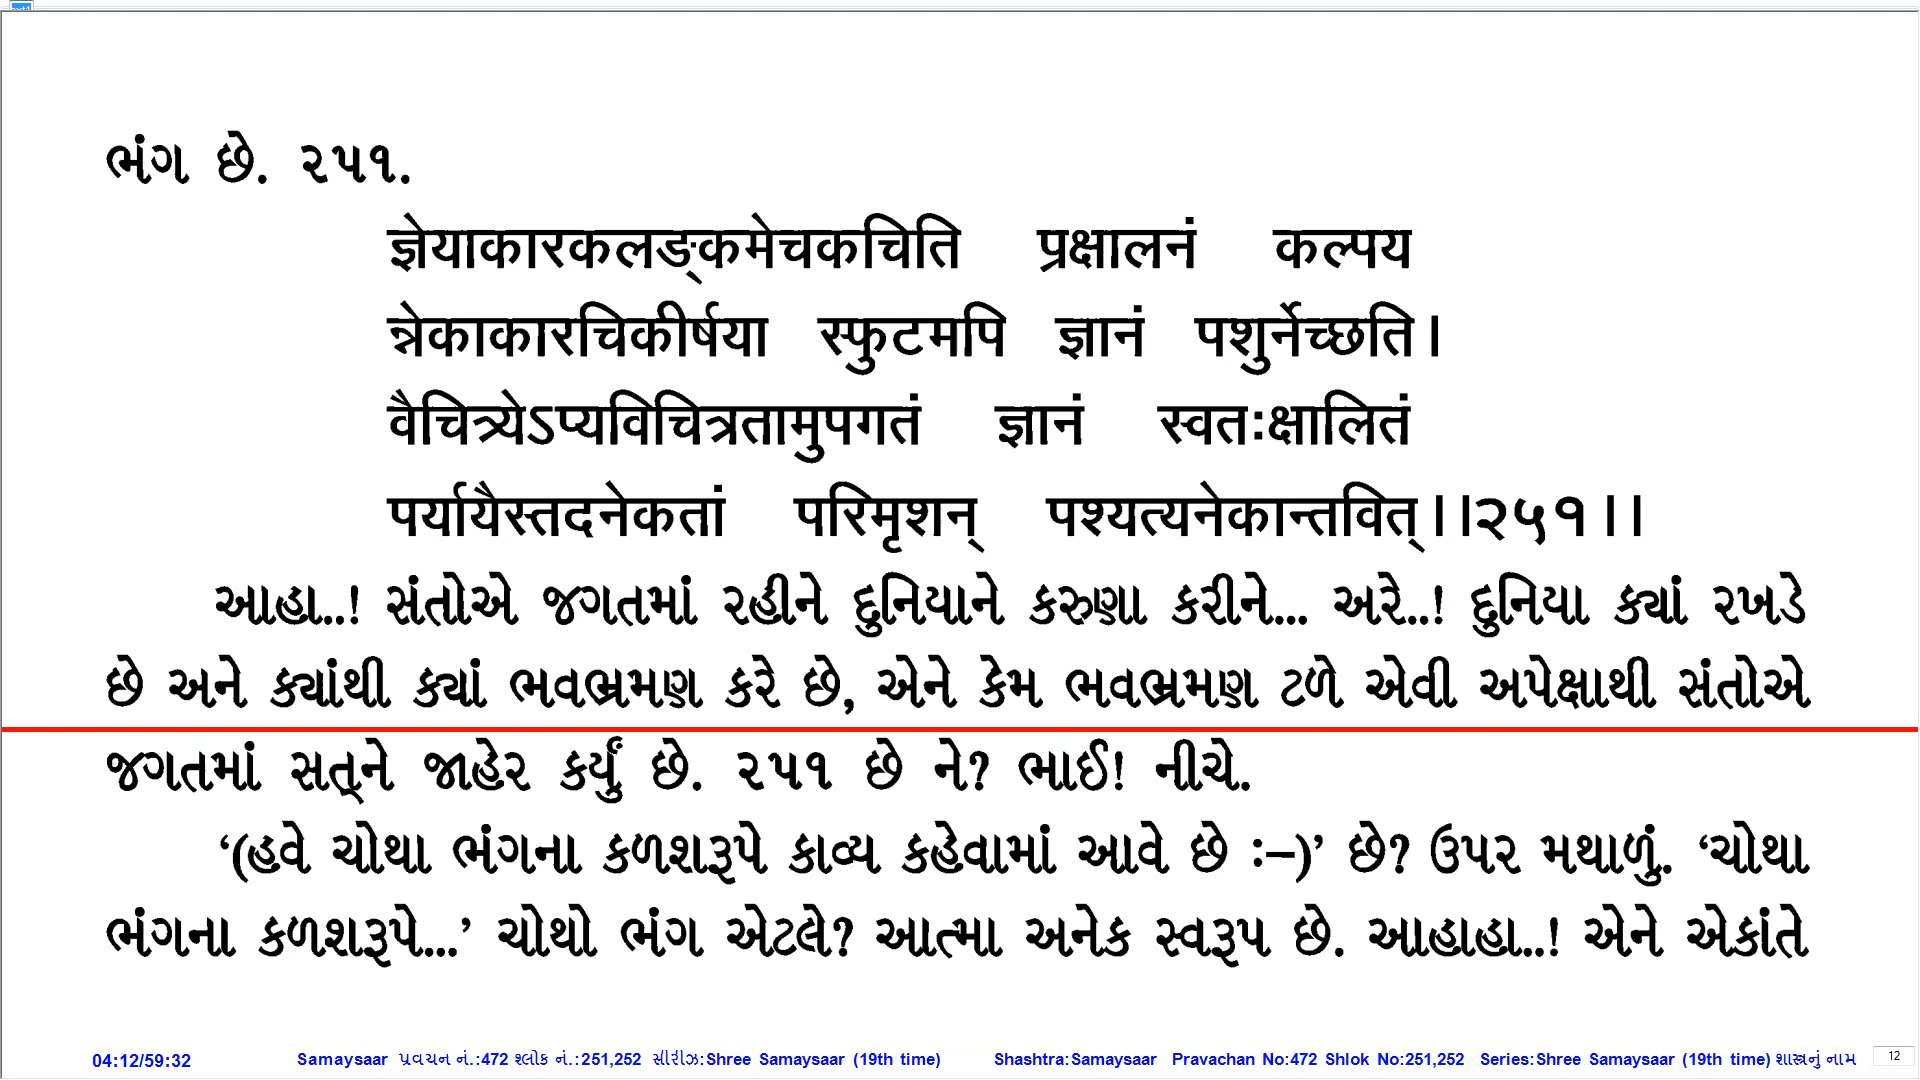 ભંગ છે. ૨૫૧.
ज्ञेयाकारकलङ्कमेचकचिति प्रक्षालनं कल्पय
न्नेकाकारचिकीर्षया स्फुटमपि ज्ञानं पशुर्नेच्छति।
वैचित्र्येऽप्यविचित्रतामुपगतं ज्ञानं स्वतःक्षालितं
पर्यायैस्तदनेकतां परिमृशन् पश्यत्यनेकान्तवित्।।२५१।।
આહા..! સંતોએ જગતમાં રહીને દુનિયાને કરુણા કરીને... અરે..! દુનિયા ક્યાં રખડે
છે અને ક્યાંથી ક્યાં ભવભ્રમણ કરે છે, એને કેમ ભવભ્રમણ ટળે એવી અપેક્ષાથી સંતોએ
જગતમાં સત્‌ને જાહેર કર્યું છે. ૨૫૧ છે ને? ભાઈ! નીચે.
‘(હવે ચોથા ભંગના કળશરૂપે કાવ્ય કહેવામાં આવે છે :–)’ છે? ઉપર મથાળું. ‘ચોથા
ભંગના કળશરૂપે...’ ચોથો ભંગ એટલે? આત્મા અનેક સ્વરૂપ છે. આહાહા..! એને એકાંતે
04:12/59:32 Samaysaar પ્રવચન નં.:472 શ્લોક નં.:251,252 સીરીઝ:Shree Samaysaar (19th time) Shashtra:Samaysaar Pravachan No:472 Shlok No:251,252 Series:Shree Samaysaar (19th time) શાસ્ત્રનું નામ 12